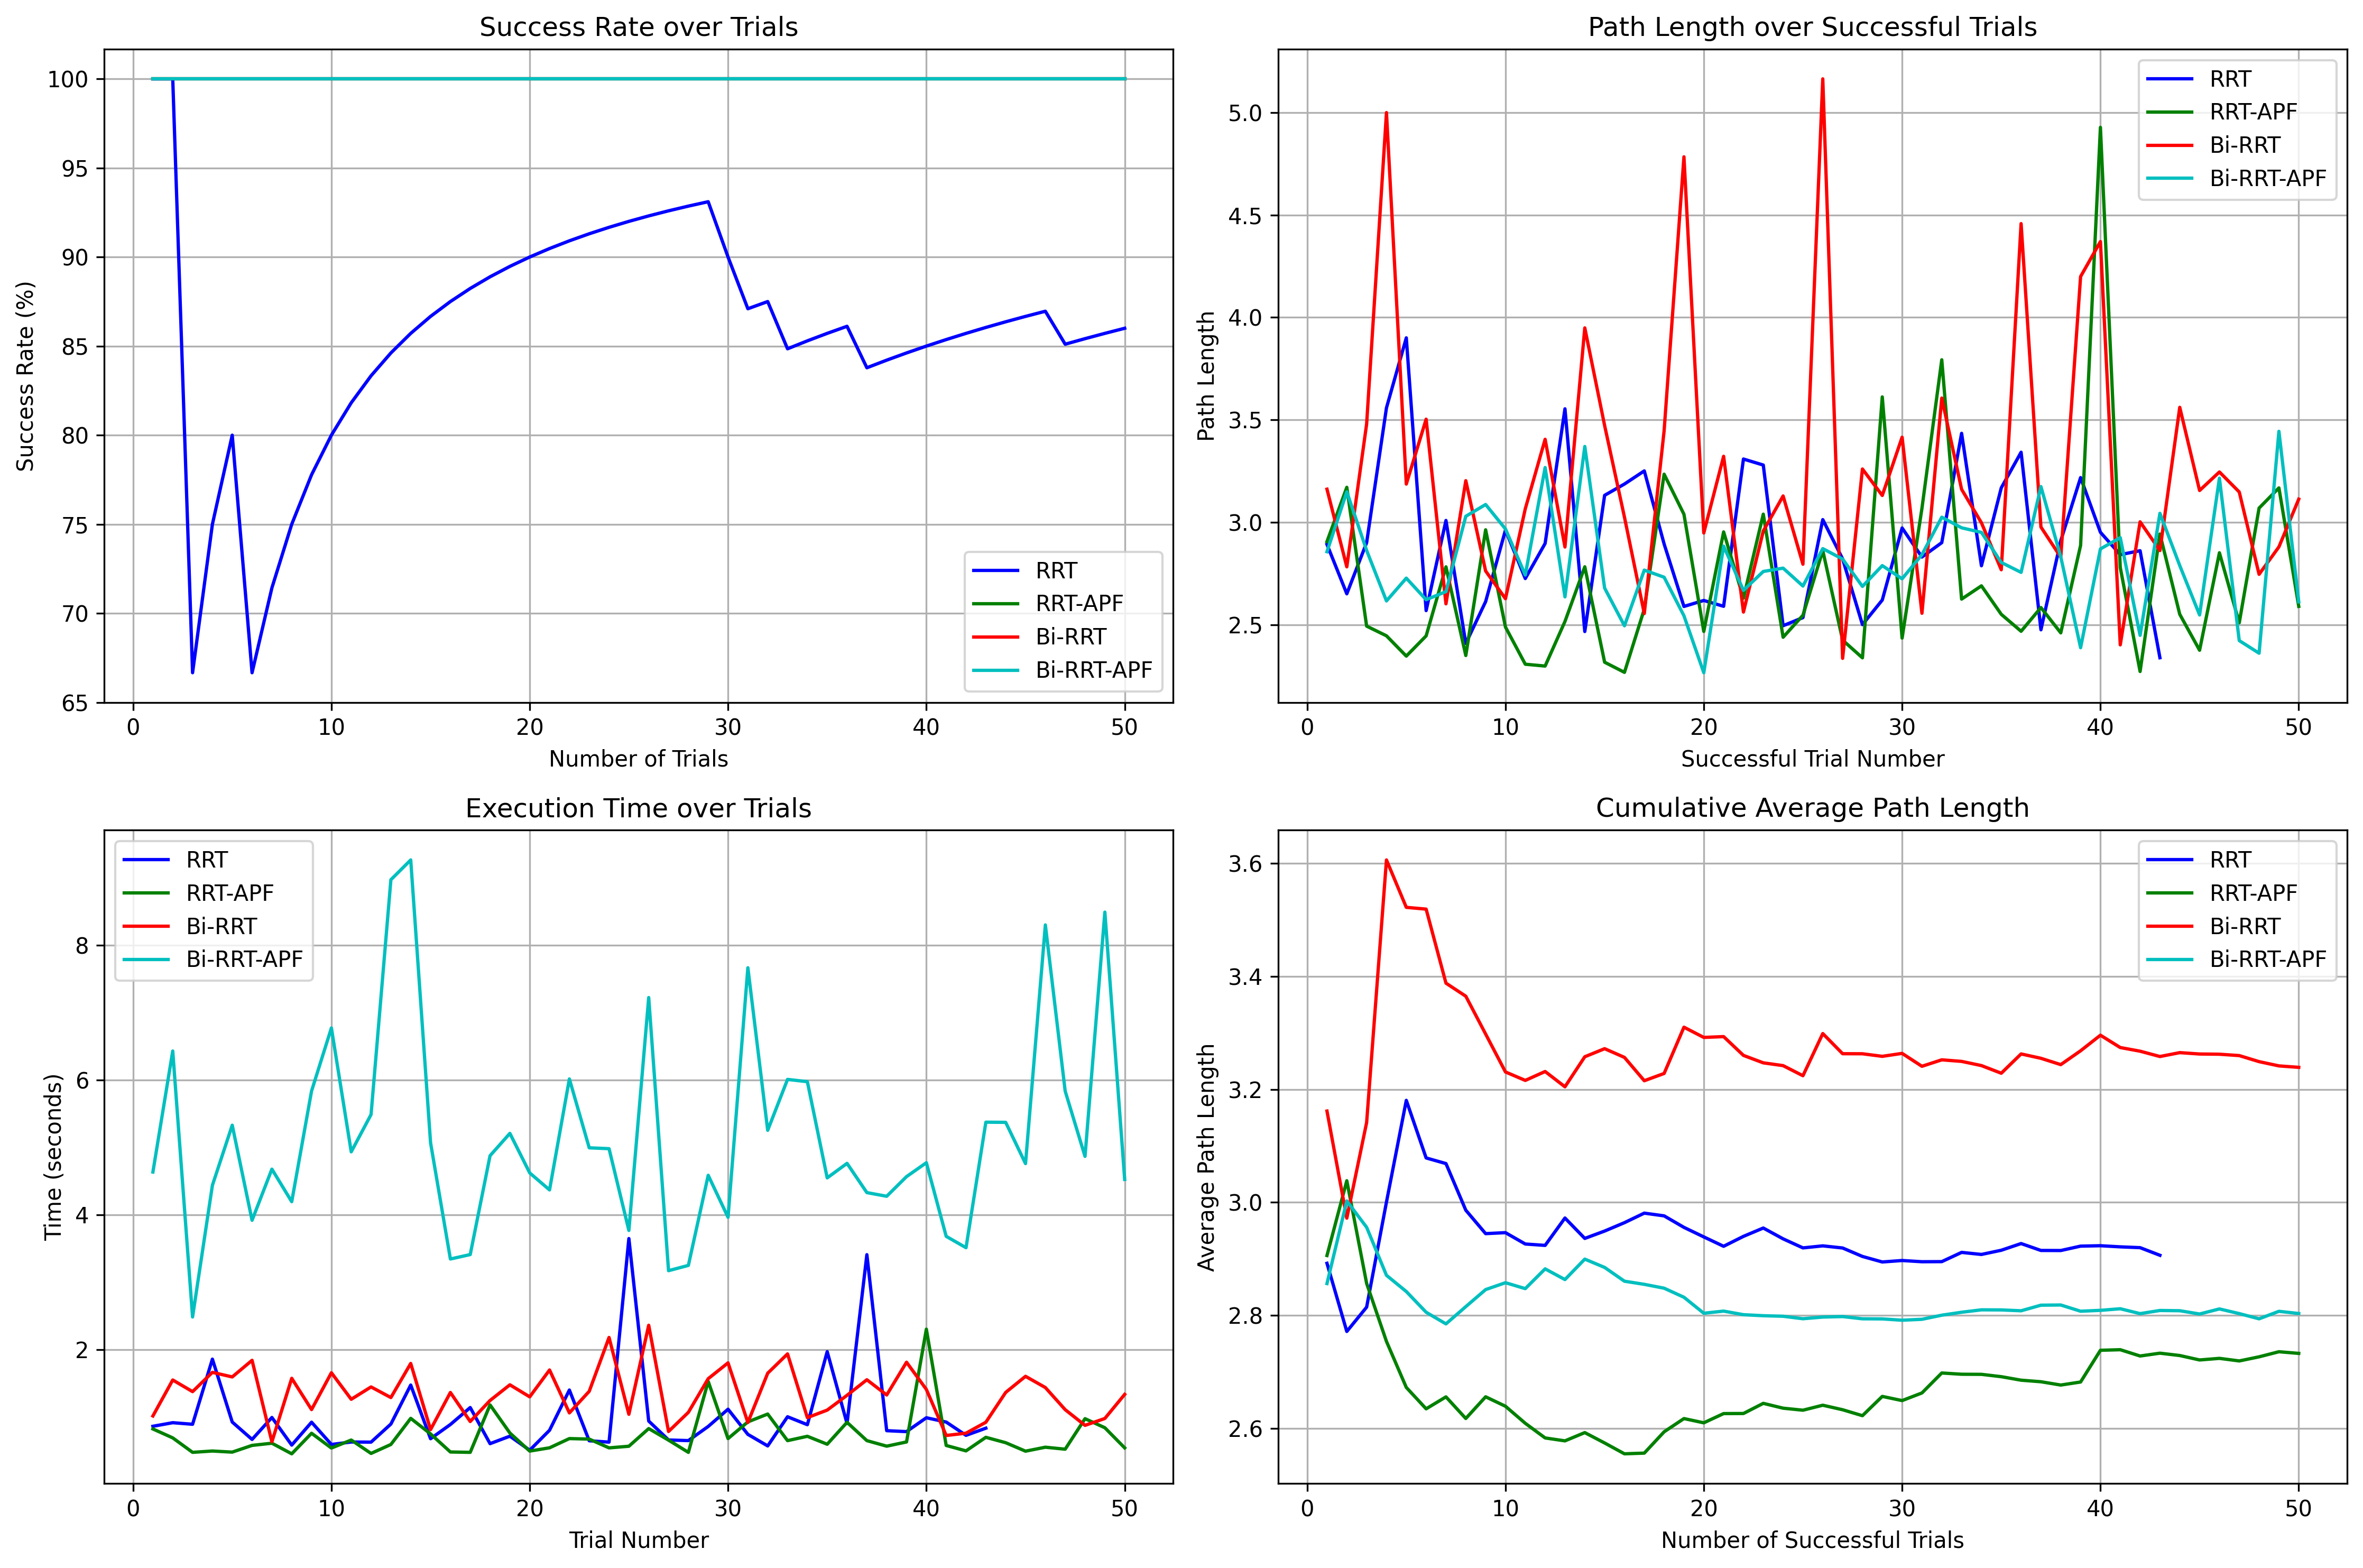 Success Rate over Trials
Success Rate (%)
100
95
90
85
80
75
70
65
0 10 20 30 40 50
Number of Trials
RRT
RRT-APF
Bi-RRT
Bi-RRT-APF
Path Length over Successful Trials
Path Length
5.0
4.5
4.0
3.5
3.0
2.5
0 10 20 30 40 50
Successful Trial Number
RRT
RRT-APF
Bi-RRT
Bi-RRT-APF
Execution Time over Trials
Time (seconds)
8
6
4
2
0 10 20 30 40 50
Trial Number
RRT
RRT-APF
Bi-RRT
Bi-RRT-APF
Cumulative Average Path Length
Average Path Length
3.6
3.4
3.2
3.0
2.8
2.6
0 10 20 30 40 50
Number of Successful Trials
RRT
RRT-APF
Bi-RRT
Bi-RRT-APF